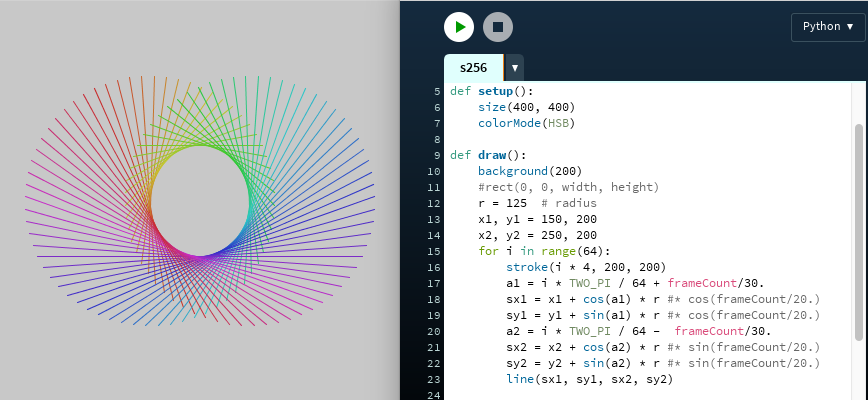 Python ▼
s256 ▼
5 def setup():
6     size(400, 400)
7     colorMode(HSB)
8
9 def draw():
10     background(200)
11     #rect(0, 0, width, height)
12     r = 125  # radius
13     x1, y1 = 150, 200
14     x2, y2 = 250, 200
15     for i in range(64):
16         stroke(i * 4, 200, 200)
17         a1 = i * TWO_PI / 64 + frameCount/30.
18         sx1 = x1 + cos(a1) * r #* cos(frameCount/20.)
19         sy1 = y1 + sin(a1) * r #* cos(frameCount/20.)
20         a2 = i * TWO_PI / 64 -  frameCount/30.
21         sx2 = x2 + cos(a2) * r #* sin(frameCount/20.)
22         sy2 = y2 + sin(a2) * r #* sin(frameCount/20.)
23         line(sx1, sy1, sx2, sy2)
24